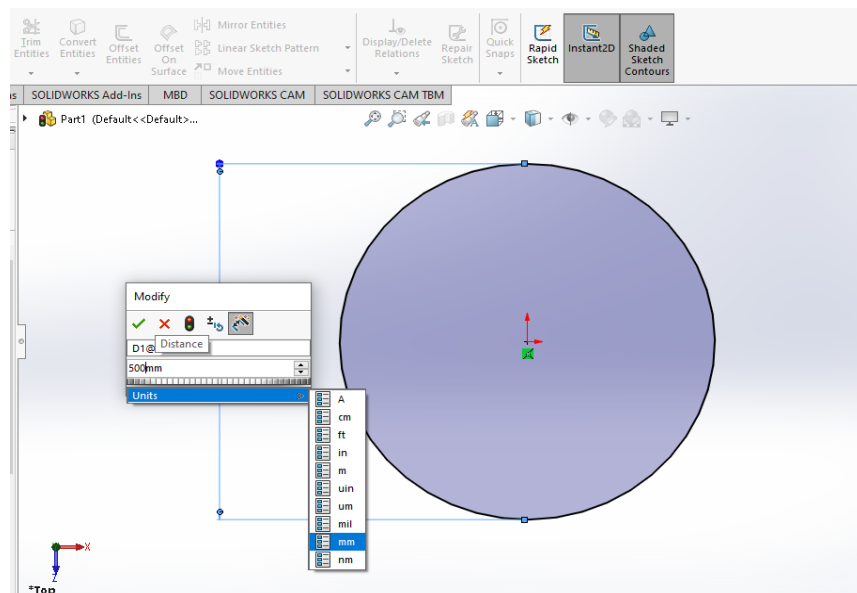 Mirror Entities
Trim Entities
Convert Entities
Offset Entities
Offset On Surface
Linear Sketch Pattern
Move Entities
Display/Delete Relations
Repair Sketch
Quick Snaps
Rapid Sketch
Instant2D
Shaded Sketch Contours
SOLIDWORKS Add-Ins
MBD
SOLIDWORKS CAM
SOLIDWORKS CAM TBM
Part1 (Default<<Default>...
Modify
D1@
Distance
500mm
Units
A
cm
ft
in
m
uin
um
mil
mm
nm
X
Z
*Top